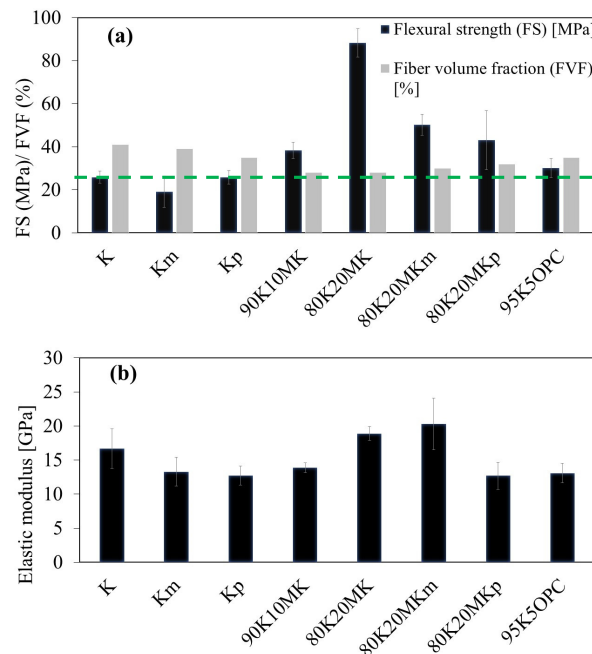 (a)
Flexural strength (FS) [MPa]
Fiber volume fraction (FVF)
[%]
FS (MPa)/ FVF (%)
100
80
60
40
20
0
K
Km
Kp
90K10MK
80K20MK
80K20MKm
80K20MKp
95K5OPC
(b)
Elastic modulus [GPa]
30
25
20
15
10
5
0
K
Km
Kp
90K10MK
80K20MK
80K20MKm
80K20MKp
95K5OPC